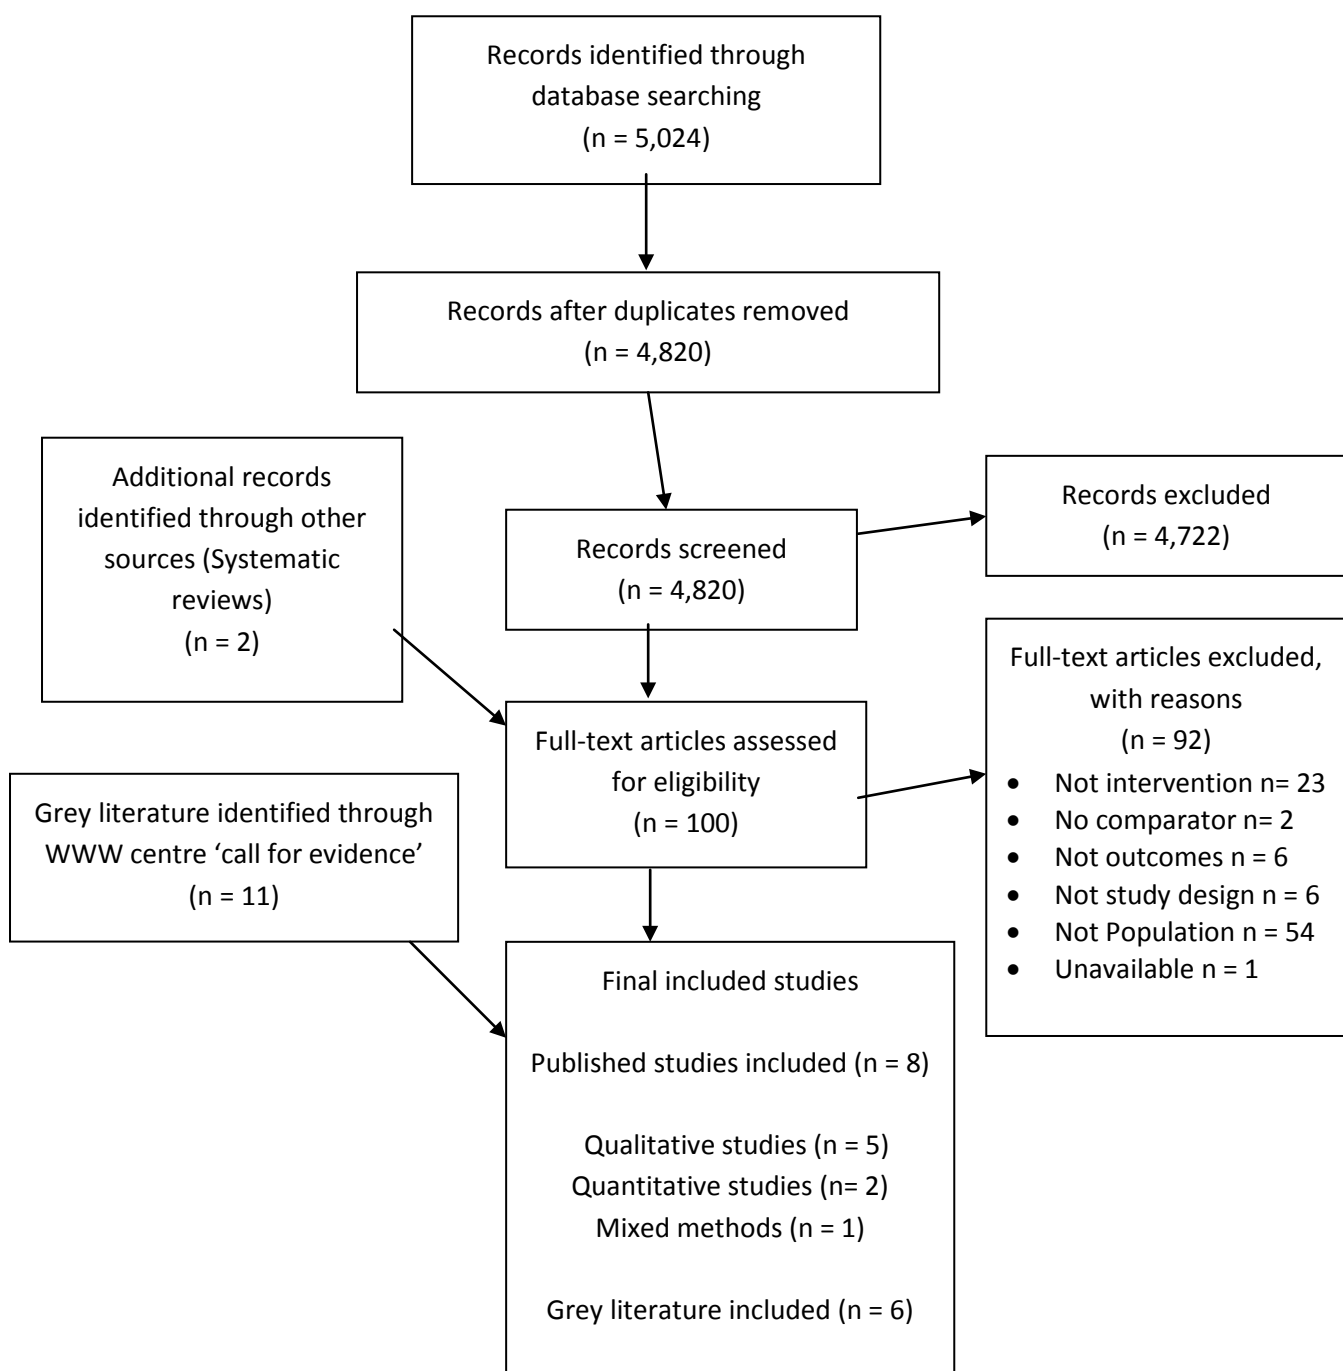 Records identified through
database searching
(n = 5,024)
Records after duplicates removed
(n = 4,820)
Additional records
identified through other
sources (Systematic
reviews)
(n = 2)
Records screened
(n = 4,820)
Records excluded
(n = 4,722)
Full-text articles assessed
for eligibility
(n = 100)
Full-text articles excluded,
with reasons
(n = 92)
• Not intervention n= 23
• No comparator n= 2
• Not outcomes n = 6
• Not study design n = 6
• Not Population n = 54
• Unavailable n = 1
Grey literature identified through
WWW centre ‘call for evidence’
(n = 11)
Final included studies
Published studies included (n = 8)
Qualitative studies (n = 5)
Quantitative studies (n= 2)
Mixed methods (n = 1)
Grey literature included (n = 6)